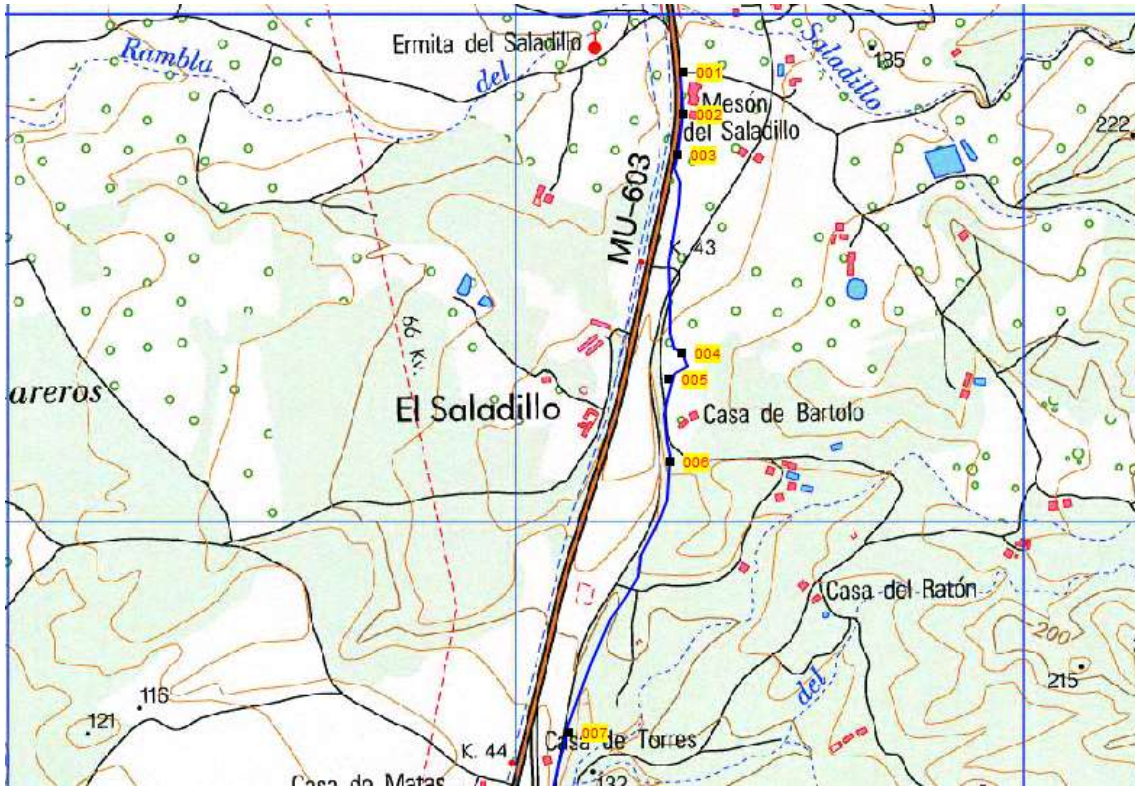 Ermita del Saladillo
Rambla
del
Saladillo
185
001
Meson
002
del Saladillo
222
003
MU-603
K. 43
66 Kv.
004
005
areros
El Saladillo
Casa de Bartolo
006
Casa del Ratón
200
215
del
116
121
007
Casa de Torres
K. 44
132
Casa de Matas